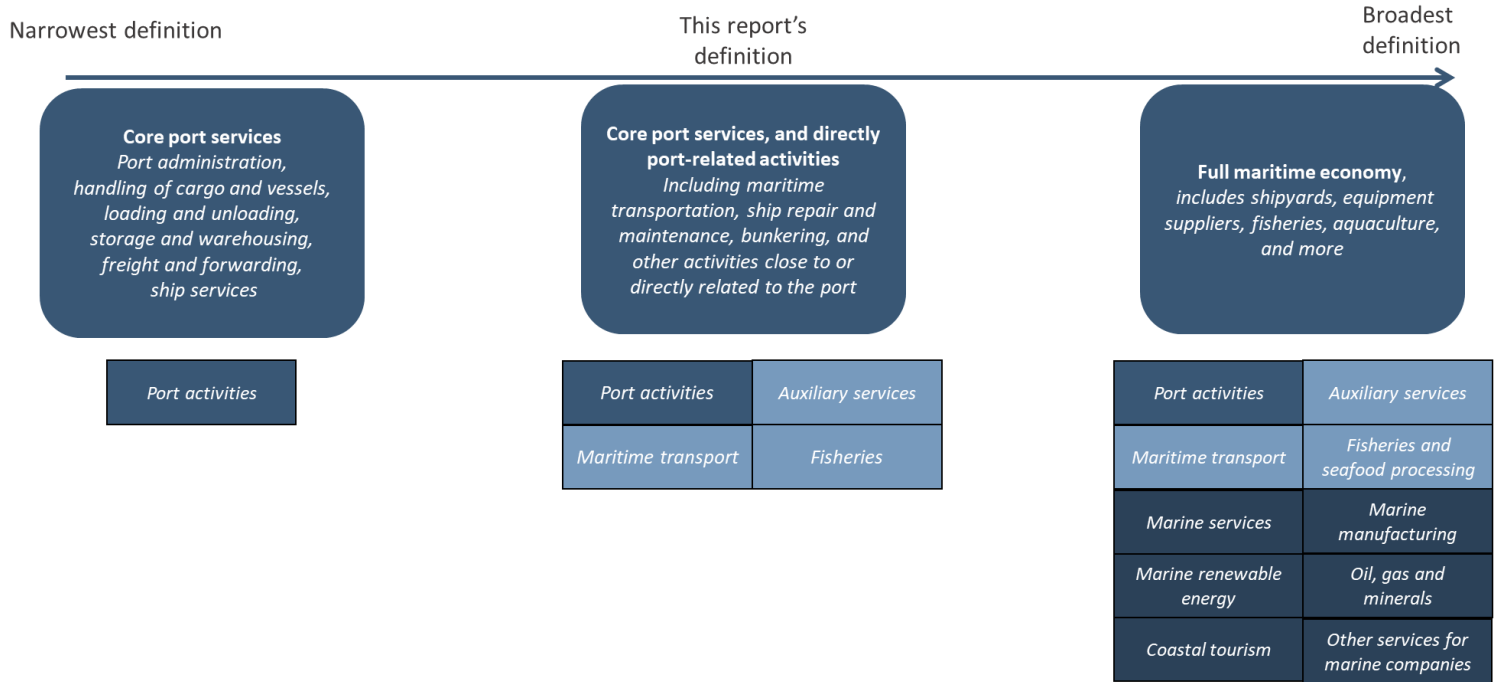 Narrowest definition
This report's
definition
Broadest
definition
Core port services
Port administration,
handling of cargo and vessels,
loading and unloading,
storage and warehousing,
freight and forwarding,
ship services
Core port services, and directly
port-related activities
Including maritime
transportation, ship repair and
maintenance, bunkering, and
other activities close to or
directly related to the port
Full maritime economy,
includes shipyards, equipment
suppliers, fisheries, aquaculture,
and more
Port activities
Port activities
Auxiliary services
Maritime transport
Fisheries
Port activities
Auxiliary services
Maritime transport
Fisheries and
seafood processing
Marine services
Marine
manufacturing
Marine renewable
energy
Oil, gas and
minerals
Coastal tourism
Other services for
marine companies